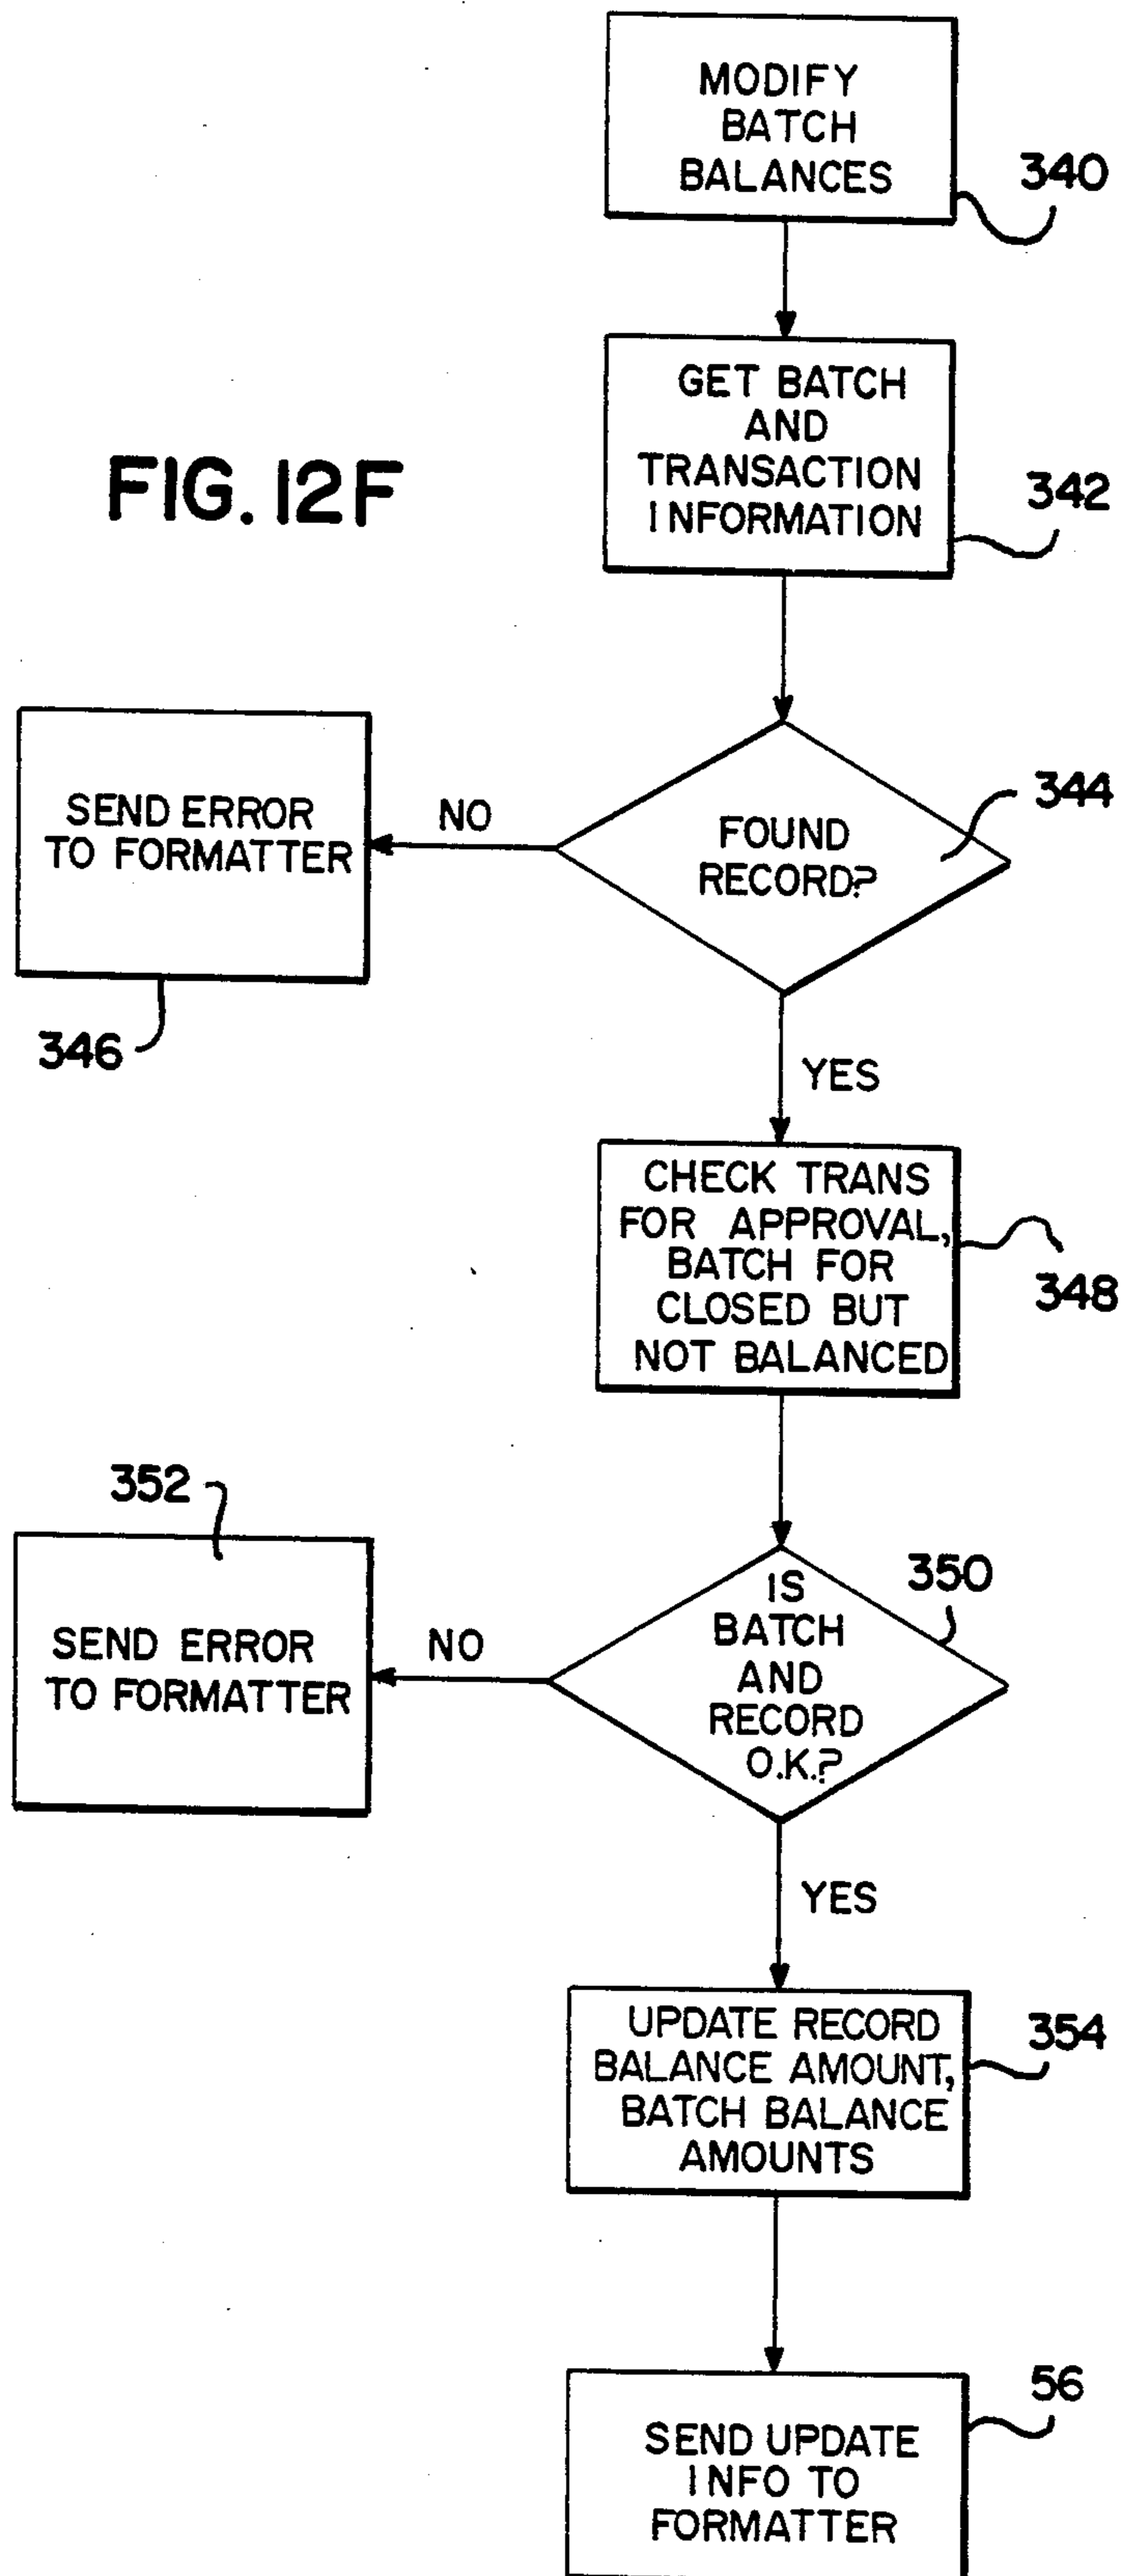 MODIFY
BATCH
BALANCES
340
GET BATCH
AND
TRANSACTION
INFORMATION
342
FIG. 12F
344
FOUND
RECORD?
NO
SEND ERROR
TO FORMATTER
346
YES
CHECK TRANS
FOR APPROVAL,
BATCH FOR
CLOSED BUT
NOT BALANCED
348
352
350
IS
BATCH
AND
RECORD
O.K.?
NO
SEND ERROR
TO FORMATTER
YES
UPDATE RECORD
BALANCE AMOUNT,
BATCH BALANCE
AMOUNTS
354
56
SEND UPDATE
INFO TO
FORMATTER